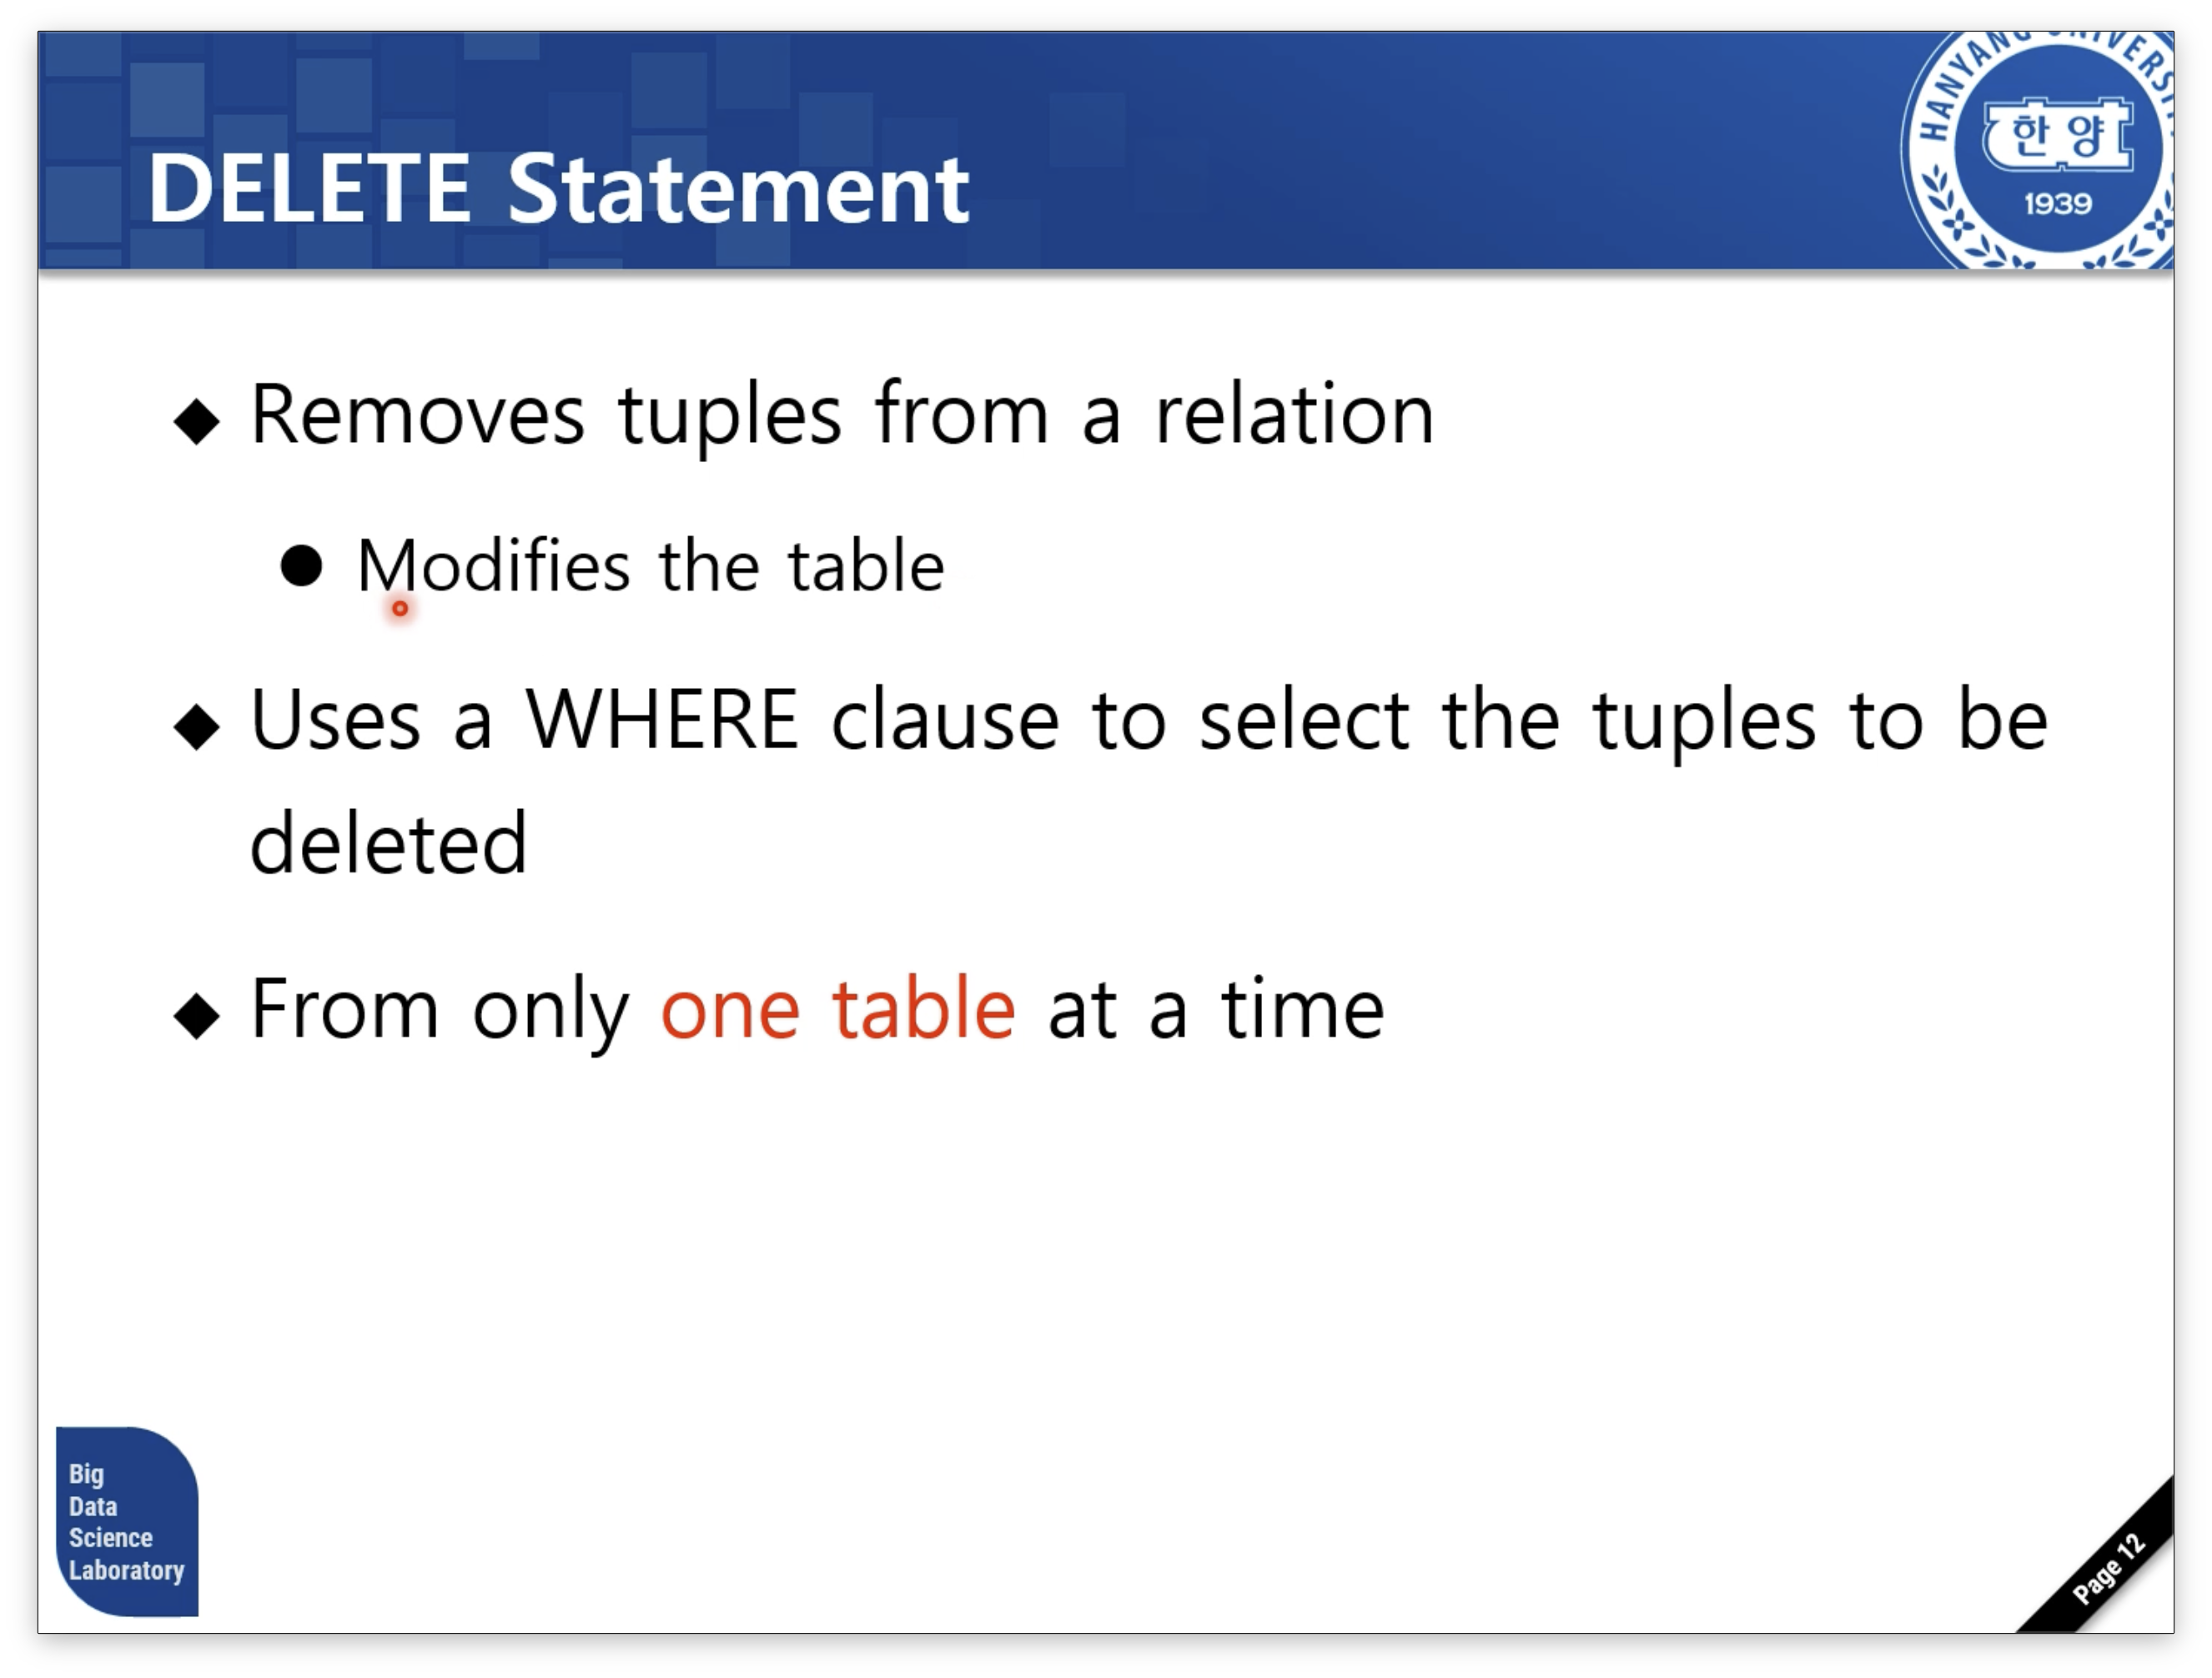 DELETE Statement
HANYANG UNIVERSI
한양
1939
◆ Removes tuples from a relation
● Modifies the table
◆ Uses a WHERE clause to select the tuples to be
deleted
◆ From only one table at a time
Big
Data
Science
Laboratory
Page 12